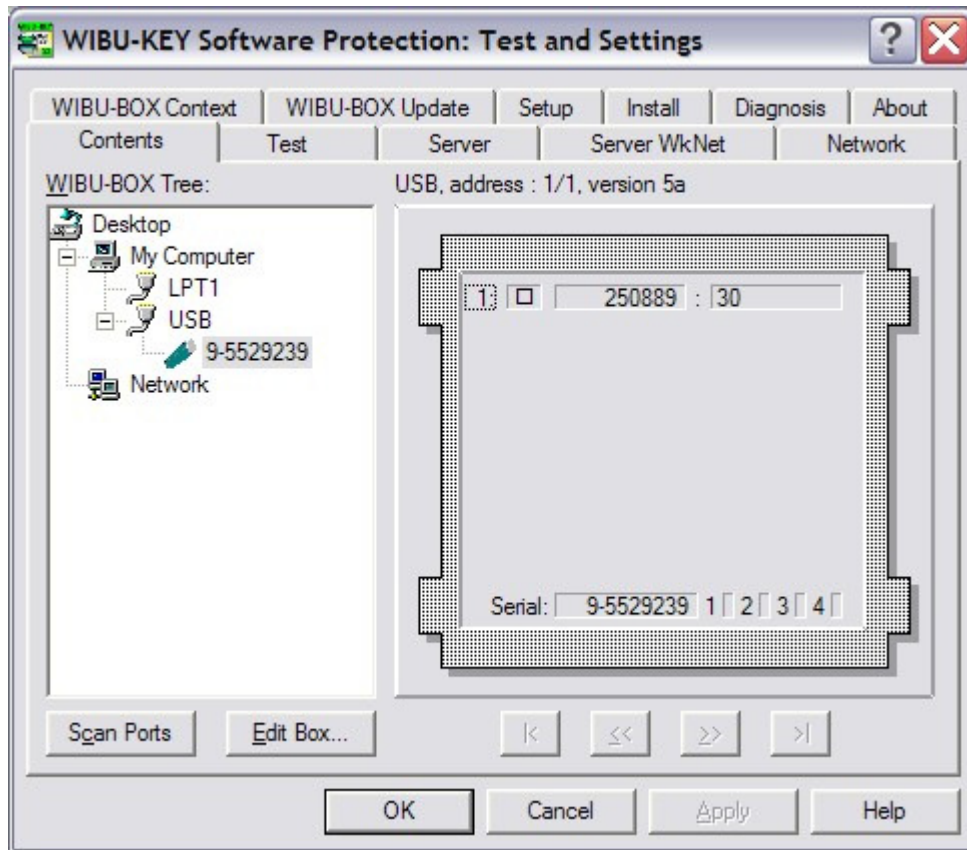 WIBU-KEY Software Protection: Test and Settings
WIBU-BOX Context WIBU-BOX Update Setup Install Diagnosis About
Contents Test Server Server WkNet Network
WIBU-BOX Tree: USB, address : 1/1, version 5a
Desktop
My Computer
LPT1
USB
9-5529239
Network
1: 250889 : 30
Serial: 9-5529239 1 2 3 4
Scan Ports Edit Box... |< << >> >|
OK Cancel Apply Help